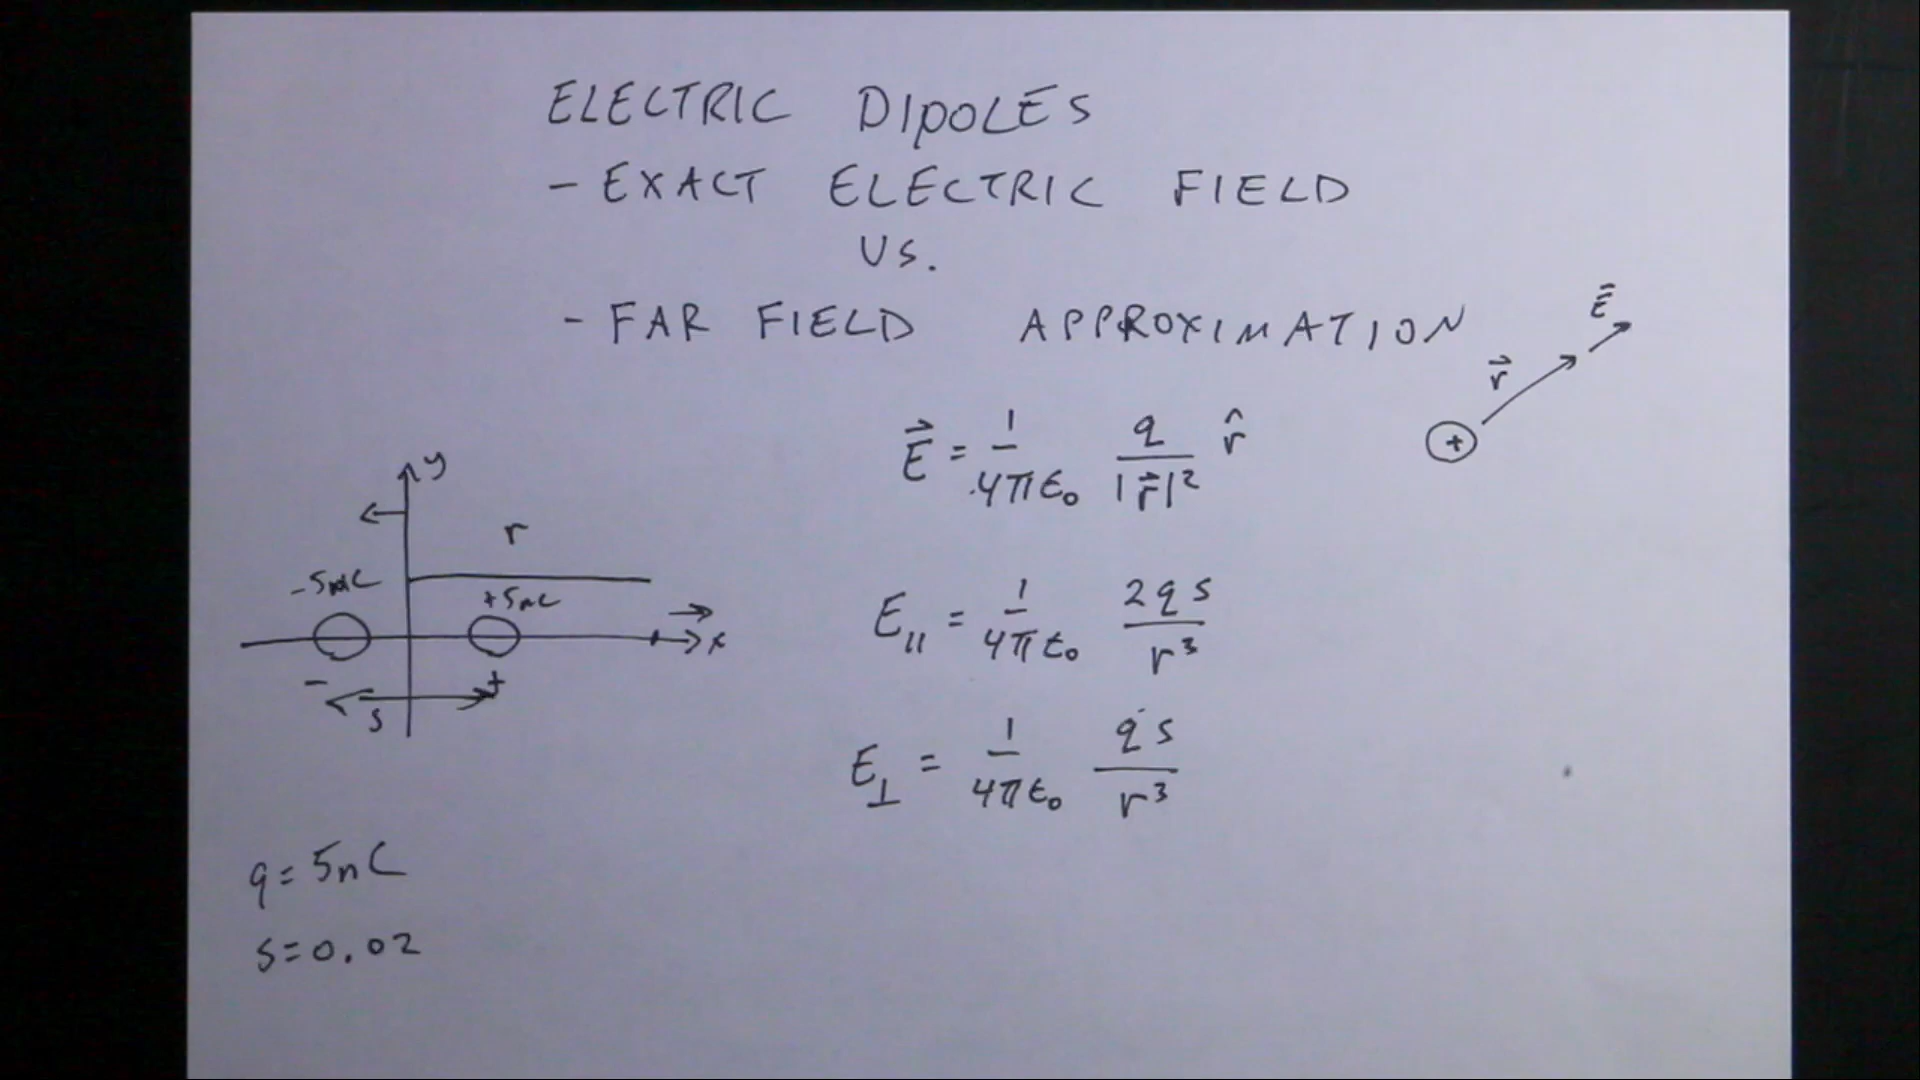 ELECTRIC DIPOLES
- EXACT ELECTRIC FIELD
VS.
- FAR FIELD APPROXIMATION
E⃗
r⃗
+
E⃗ = 1/4πε₀ q/|r⃗|² r̂
y
r
-5nC
+5nC
x
- +
s
E∥ = 1/4πε₀ 2qs/r³
E⊥ = 1/4πε₀ qs/r³
q = 5nC
s = 0.02